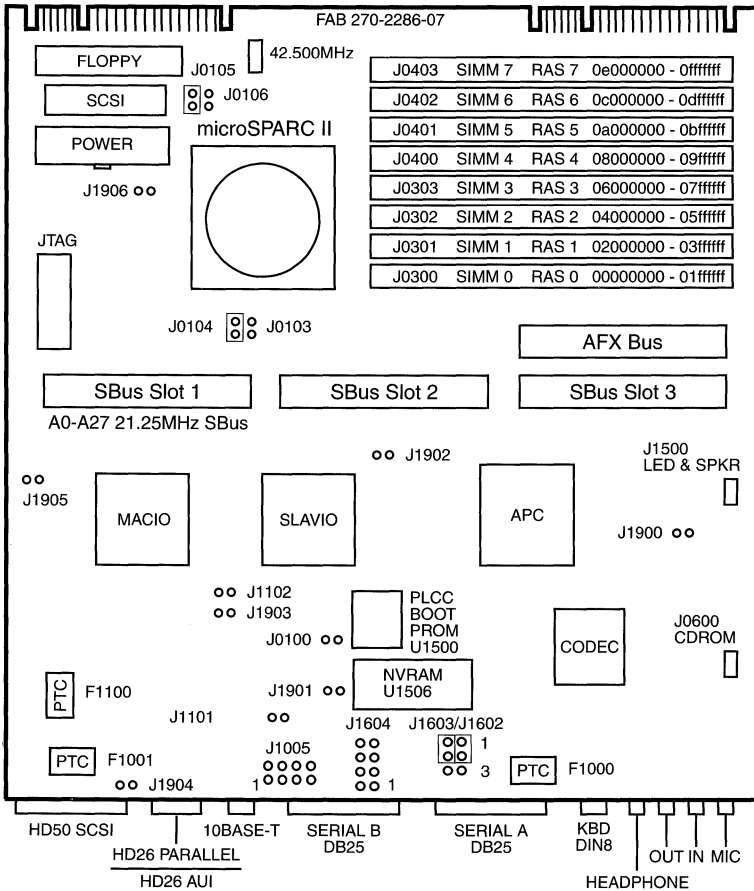 FAB 270-2286-07
FLOPPY
J0105
42.500MHz
SCSI
J0106
POWER
microSPARC II
J1906
JTAG
J0403 SIMM 7 RAS 7 0e000000 - 0fffffff
J0402 SIMM 6 RAS 6 0c000000 - 0dffffff
J0401 SIMM 5 RAS 5 0a000000 - 0bffffff
J0400 SIMM 4 RAS 4 08000000 - 09ffffff
J0303 SIMM 3 RAS 3 06000000 - 07ffffff
J0302 SIMM 2 RAS 2 04000000 - 05ffffff
J0301 SIMM 1 RAS 1 02000000 - 03ffffff
J0300 SIMM 0 RAS 0 00000000 - 01ffffff
J0104 J0103
AFX Bus
SBus Slot 1
SBus Slot 2
SBus Slot 3
A0-A27 21.25MHz SBus
J1902
J1500
LED & SPKR
J1905
MACIO
SLAVIO
APC
J1900
J1102
J1903
PLCC
BOOT
PROM
U1500
J0100
CODEC
J0600
CDROM
NVRAM
U1506
J1901
PTC
F1100
J1101
J1604
J1603/J1602
1
3
J1005
1
1
PTC
F1001
J1904
PTC
F1000
HD50 SCSI
HD26 PARALLEL
HD26 AUI
10BASE-T
SERIAL B
DB25
SERIAL A
DB25
KBD
DIN8
HEADPHONE
OUT IN MIC